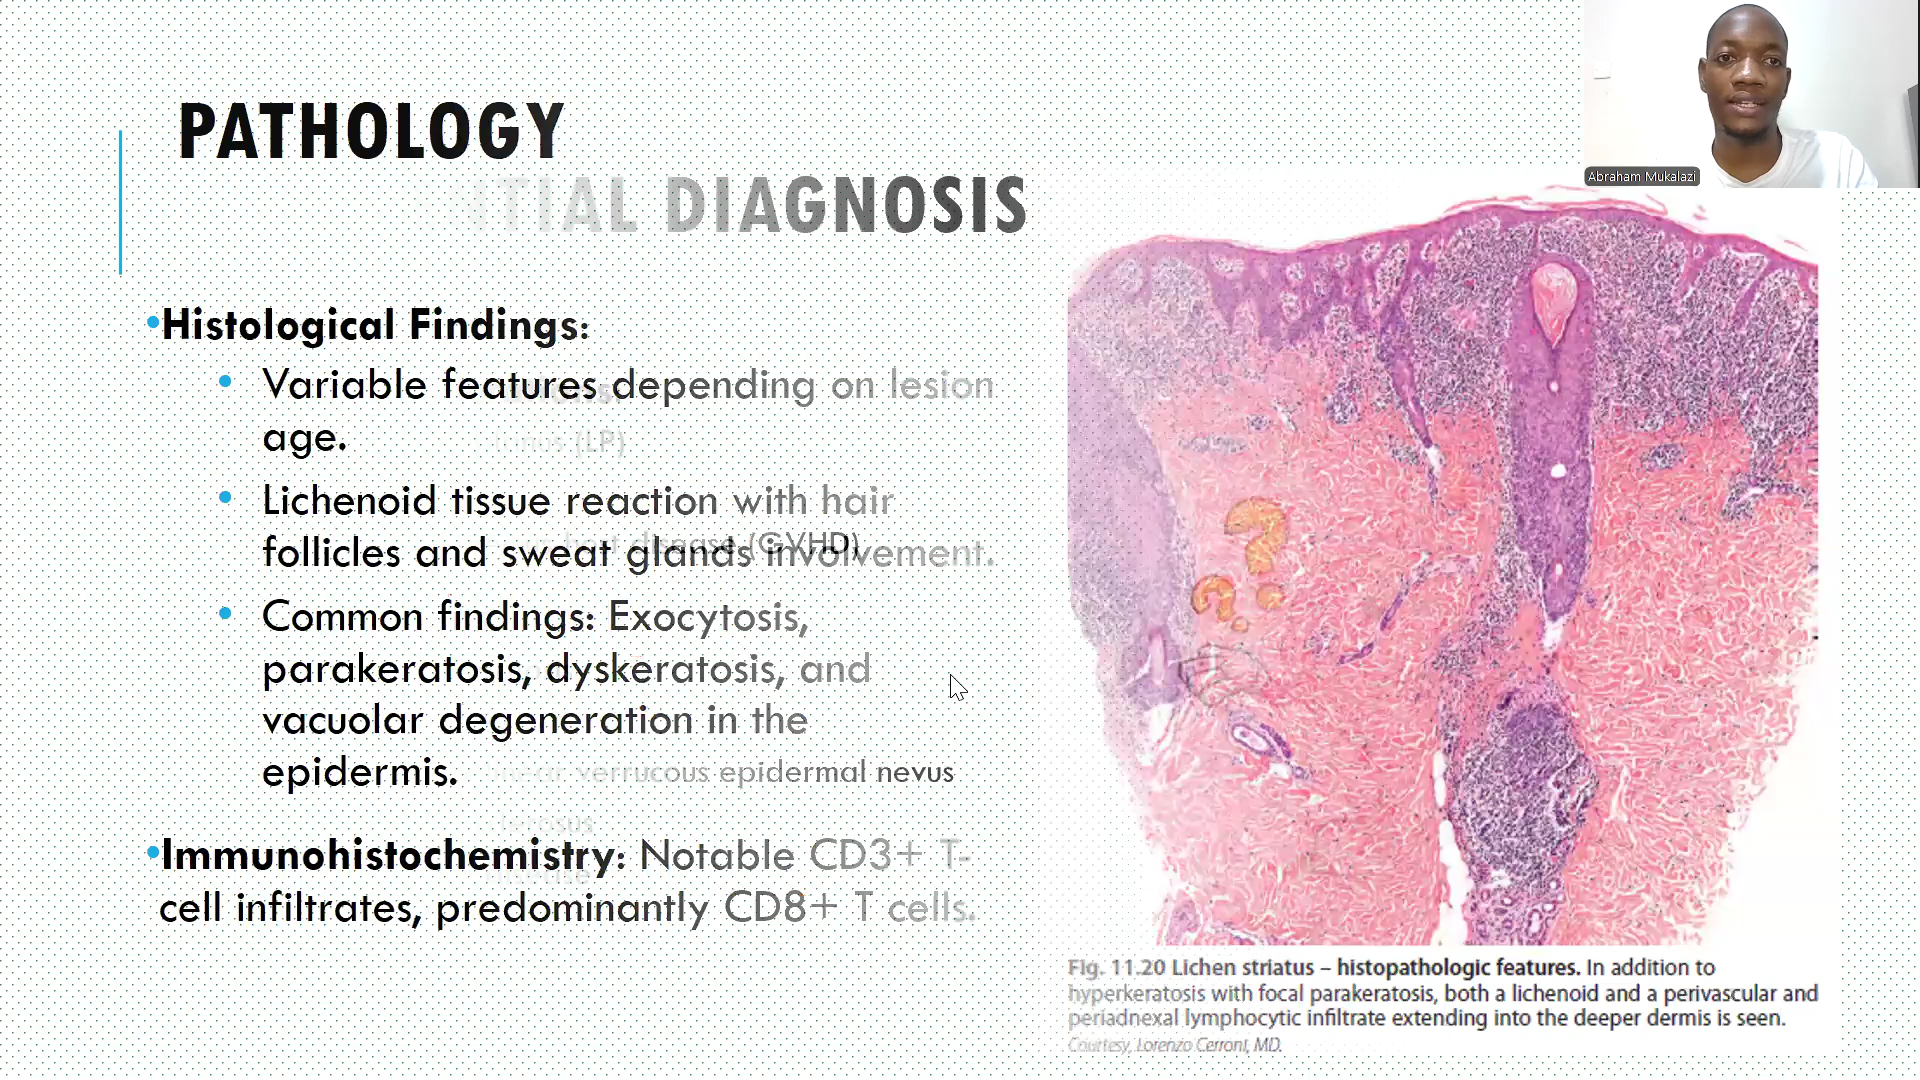 Abraham Mukalazi
PATHOLOGY
TIAL DIAGNOSIS
•Histological Findings:
• Variable features depending on lesion
age.
(LP)
• Lichenoid tissue reaction with hair
host disease (GVHD)
follicles and sweat glands involvement.
• Common findings: Exocytosis,
parakeratosis, dyskeratosis, and
vacuolar degeneration in the
epidermis.
verrucous epidermal nevus
•Immunohistochemistry: Notable CD3+ T-
cell infiltrates, predominantly CD8+ T cells.
Fig. 11.20 Lichen striatus – histopathologic features. In addition to
hyperkeratosis with focal parakeratosis, both a lichenoid and a perivascular and
periadnexal lymphocytic infiltrate extending into the deeper dermis is seen.
Courtesy, Lorenzo Cerroni, MD.